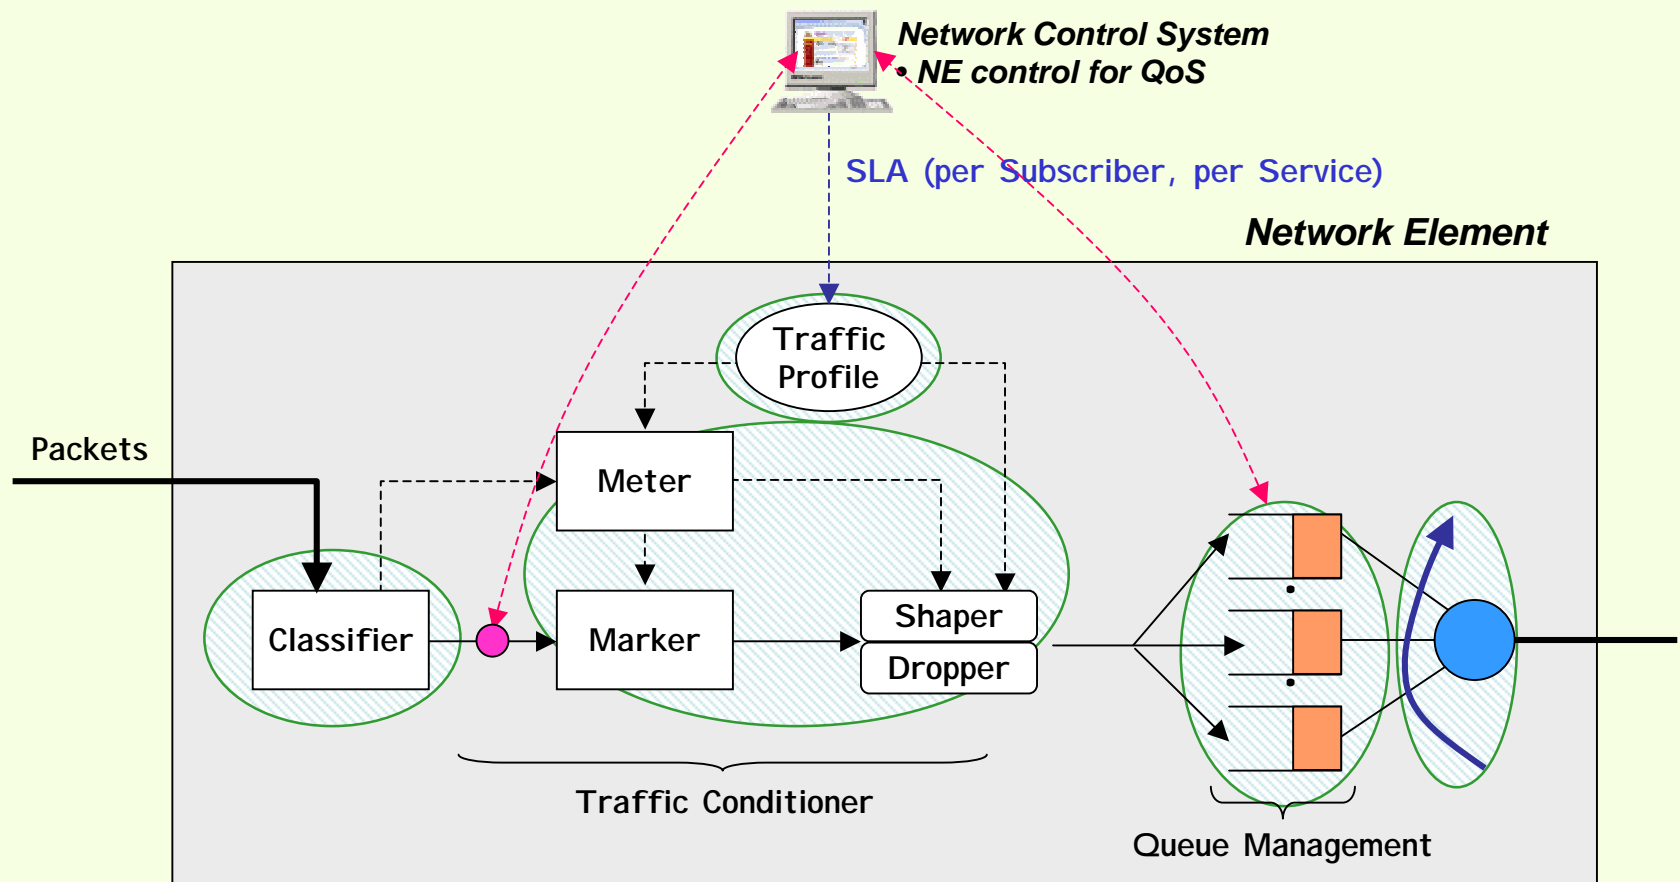 Network Control System
• NE control for QoS
SLA (per Subscriber, per Service)
Network Element
Traffic
Profile
Packets
Meter
Classifier
Marker
Shaper
Dropper
Traffic Conditioner
Queue Management